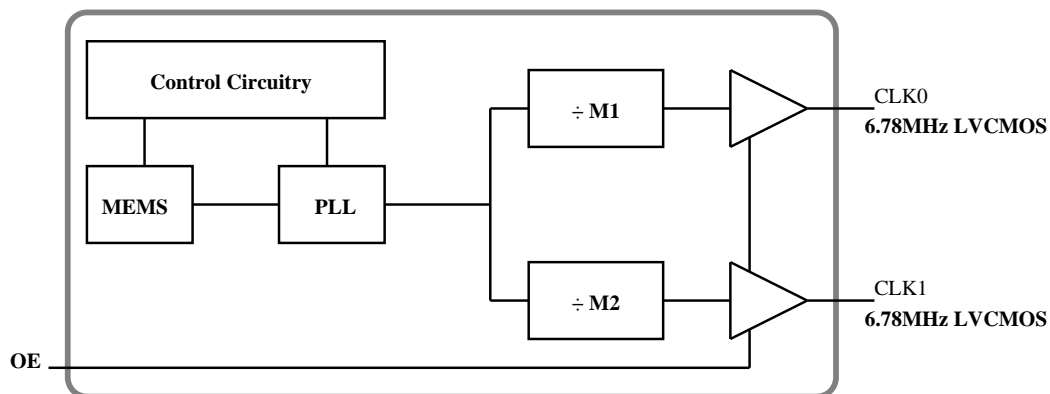 Control Circuitry
MEMS
PLL
÷ M1
÷ M2
CLK0
6.78MHz LVCMOS
CLK1
6.78MHz LVCMOS
OE